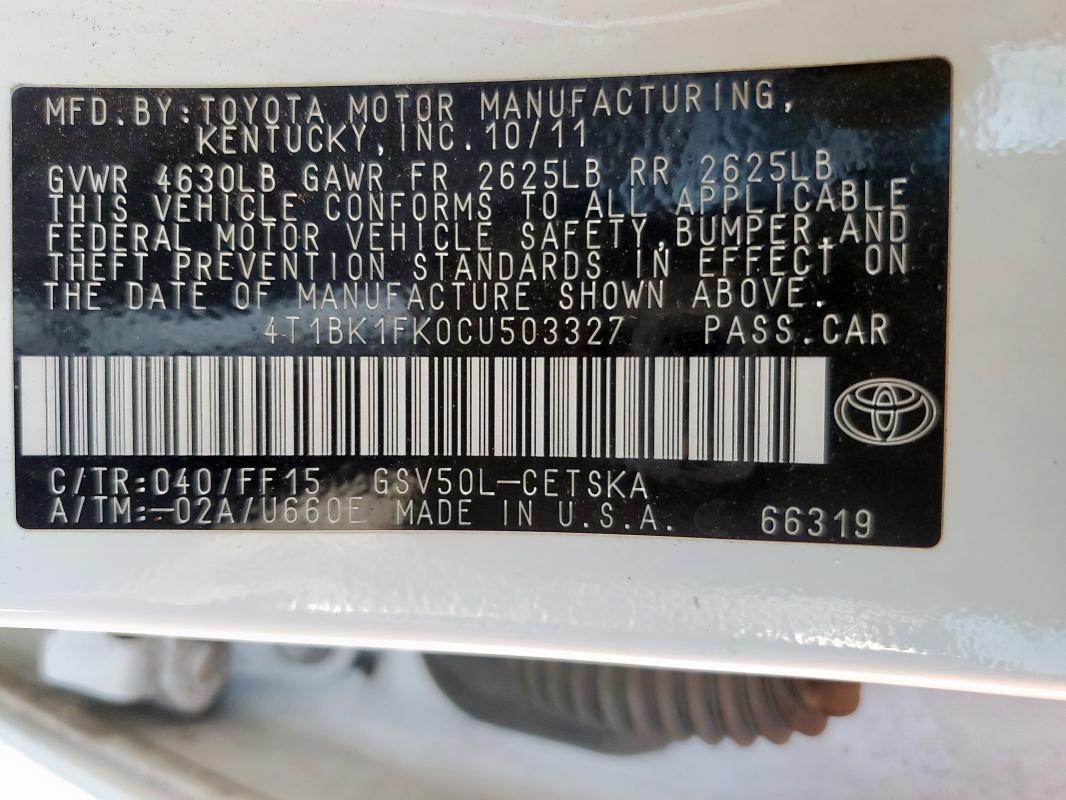 MFD.BY:TOYOTA MOTOR MANUFACTURING,
KENTUCKY,INC.10/11
GVWR 4630LB GAWR FR 2625LB RR 2625LB
THIS VEHICLE CONFORMS TO ALL APPLICABLE
FEDERAL MOTOR VEHICLE SAFETY,BUMPER,AND
THEFT PREVENTION STANDARDS IN EFFECT ON
THE DATE OF MANUFACTURE SHOWN ABOVE.
4T1BK1FK0CU503327 PASS.CAR
C/TR:040/FF15 GSV50L-CETSKA
A/TM:-02A/U660E MADE IN U.S.A. 66319